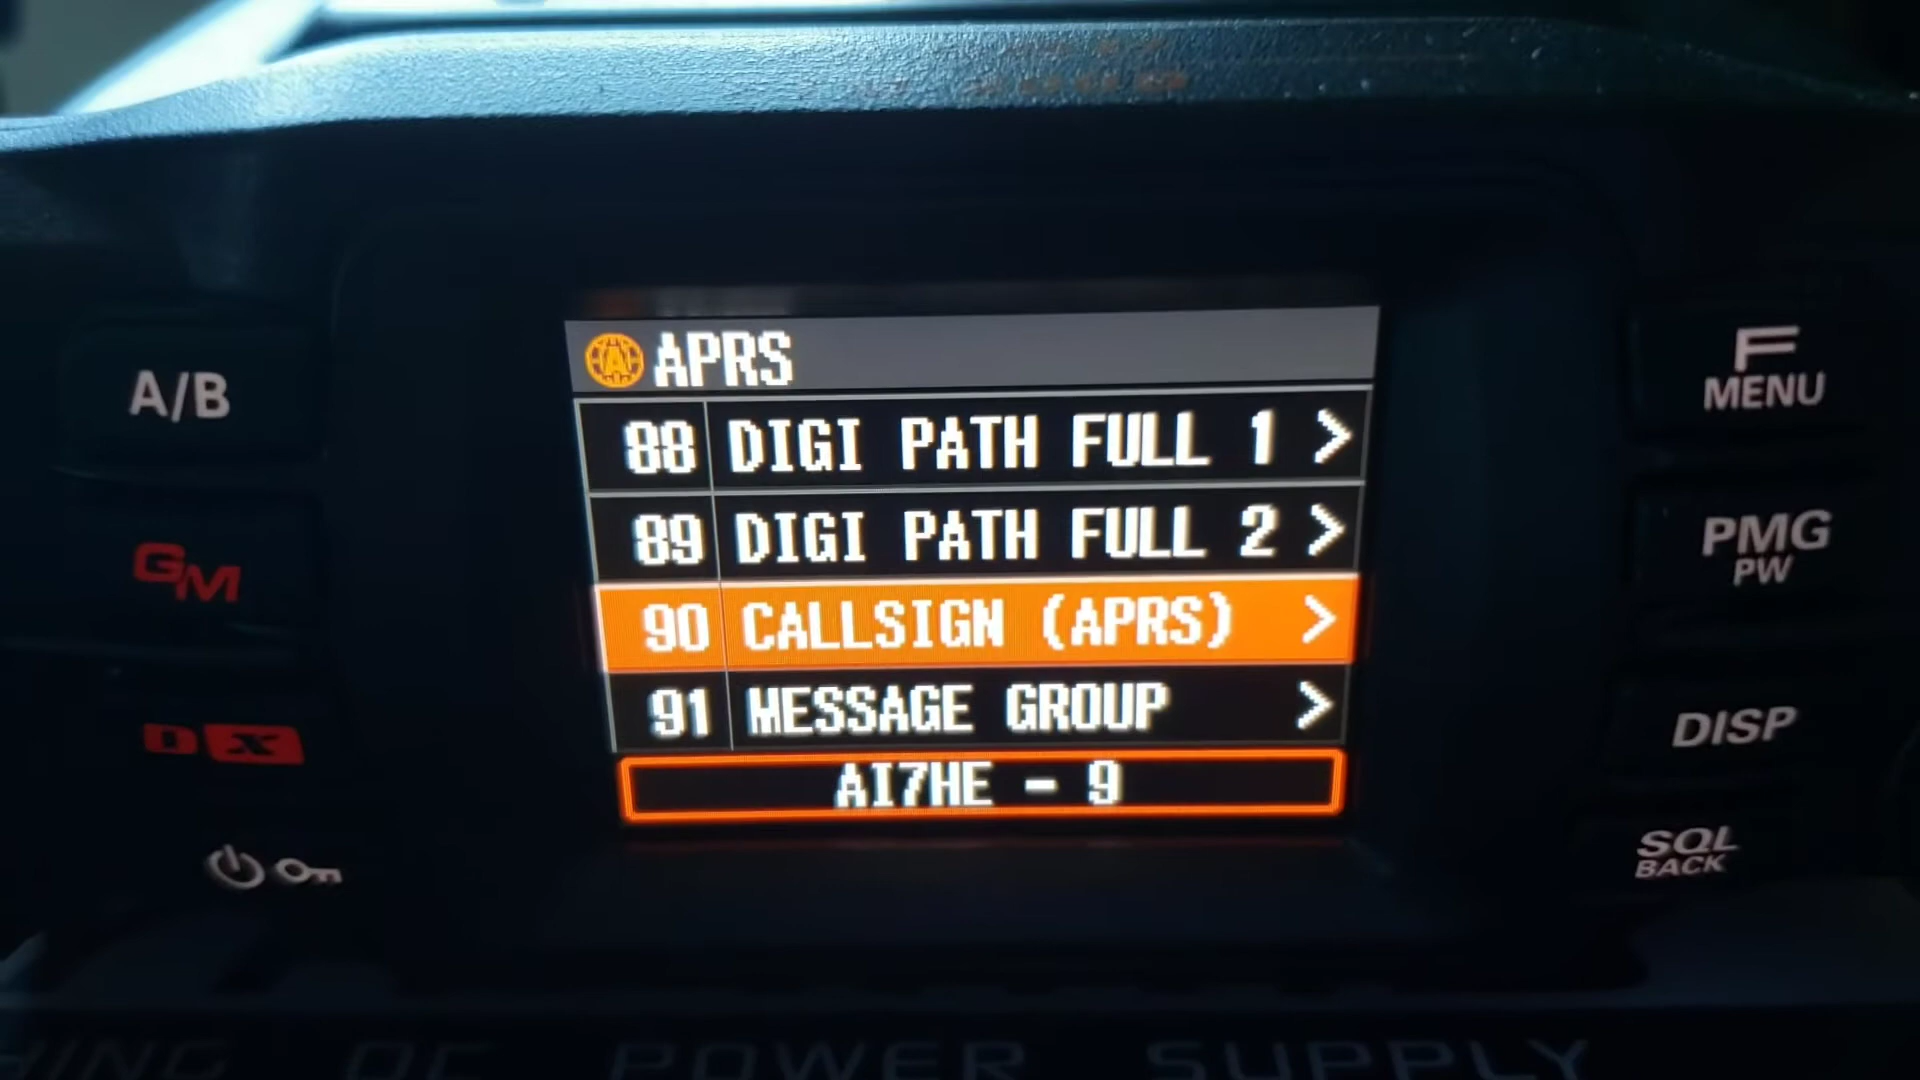 APRS
88 DIGI PATH FULL 1 >
89 DIGI PATH FULL 2 >
90 CALLSIGN (APRS) >
91 MESSAGE GROUP >
AI7HE - 9
A/B
GM
X
F
MENU
PMG
PW
DISP
SQL
BACK
DC POWER SUPPLY